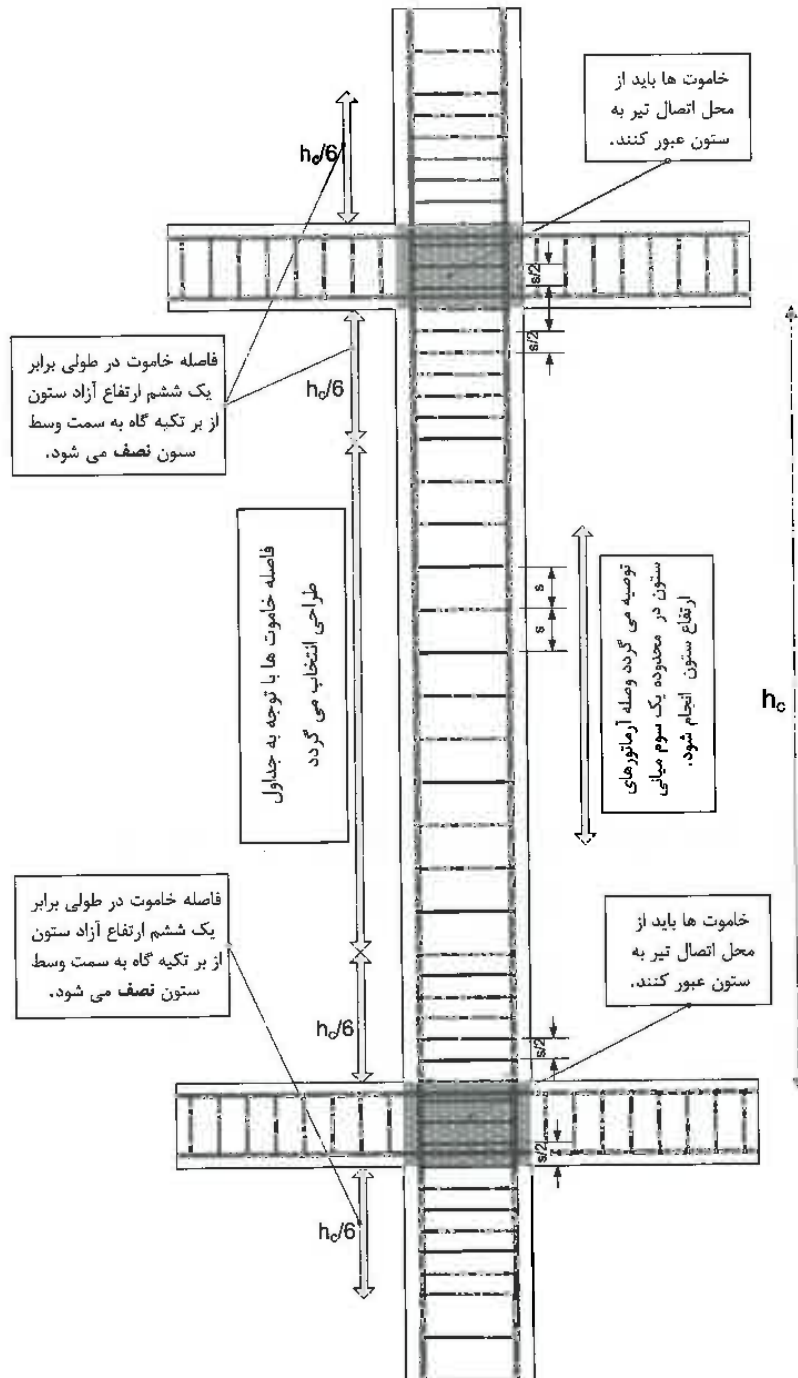 خاموت ها باید از
محل اتصال تیر به
ستون عبور کنند.
h_c/6
s/2
s/2
فاصله خاموت در طولی برابر
یک ششم ارتفاع آزاد ستون
از بر تکیه گاه به سمت وسط
ستون نصف می شود.
h_c/6
فاصله خاموت ها با توجه به جداول
طراحی انتخاب می گردد
s
s
توصیه می گردد وصله آرماتورهای
ستون در محدوده یک سوم میانی
ارتفاع ستون انجام شود.
h_c
فاصله خاموت در طولی برابر
یک ششم ارتفاع آزاد ستون
از بر تکیه گاه به سمت وسط
ستون نصف می شود.
خاموت ها باید از
محل اتصال تیر به
ستون عبور کنند.
h_c/6
s/2
s/2
h_c/6